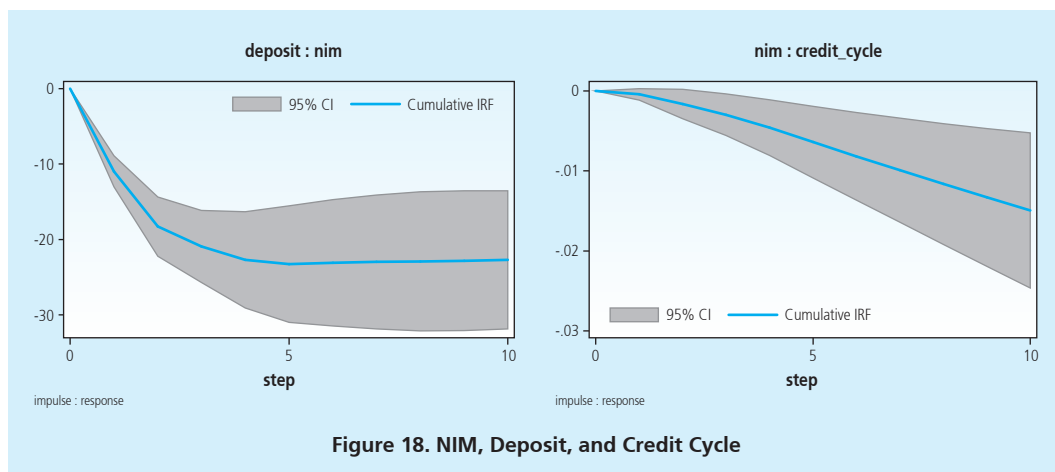 deposit : nim
0
-10
-20
-30
95% CI
Cumulative IRF
0 5 10
step
impulse : response
nim : credit_cycle
0
-.01
-.02
-.03
95% CI
Cumulative IRF
0 5 10
step
impulse : response
Figure 18. NIM, Deposit, and Credit Cycle